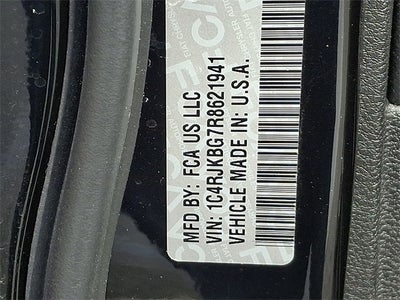 MFD BY: FCA US LLC
VIN: 1C4RJKBG7R8621941
VEHICLE MADE IN: U.S.A.